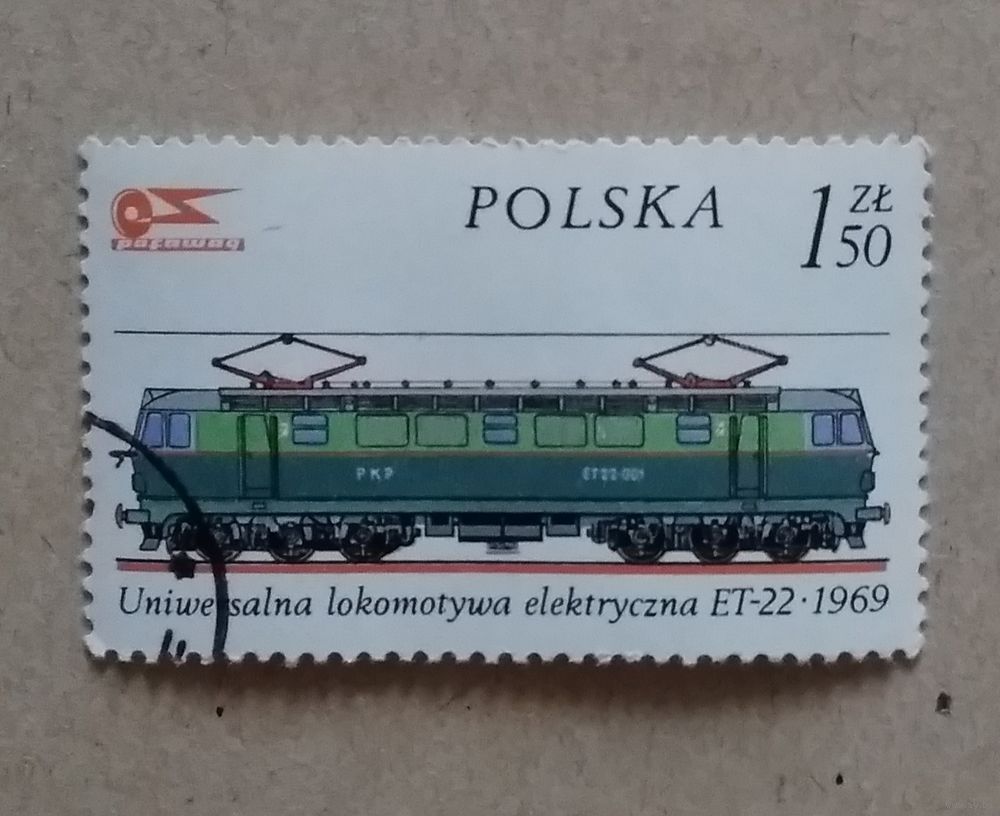 pafawag
POLSKA
1 ZŁ
50
PKP
ET22-001
Uniwersalna lokomotywa elektryczna ET-22·1969